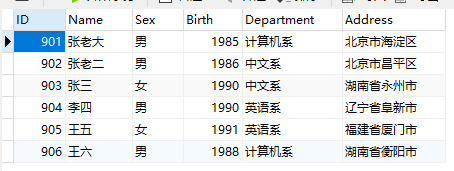 ID Name Sex Birth Department Address
901 张老大 男 1985 计算机系 北京市海淀区
902 张老二 男 1986 中文系 北京市昌平区
903 张三 女 1990 中文系 湖南省永州市
904 李四 男 1990 英语系 辽宁省阜新市
905 王五 女 1991 英语系 福建省厦门市
906 王六 男 1988 计算机系 湖南省衡阳市